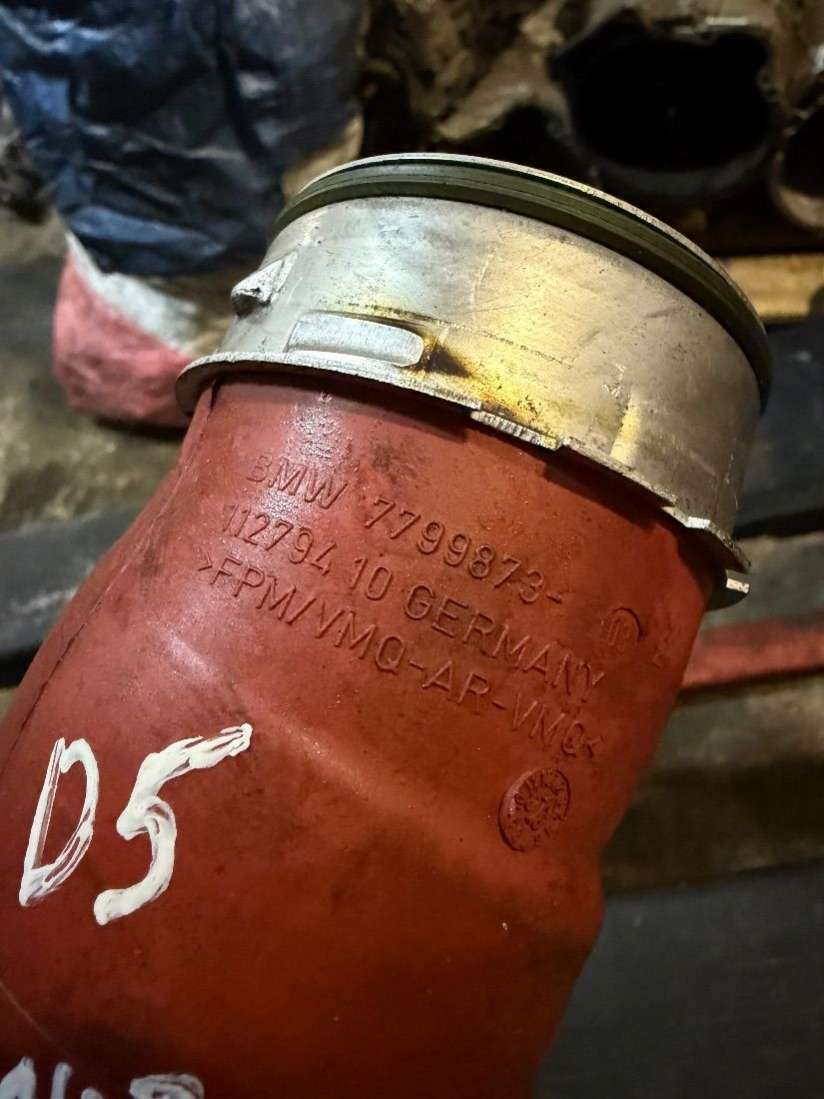 BMW 7799873-
112794 10 GERMANY
>FPM/VMQ-AR-VMQ<
D5